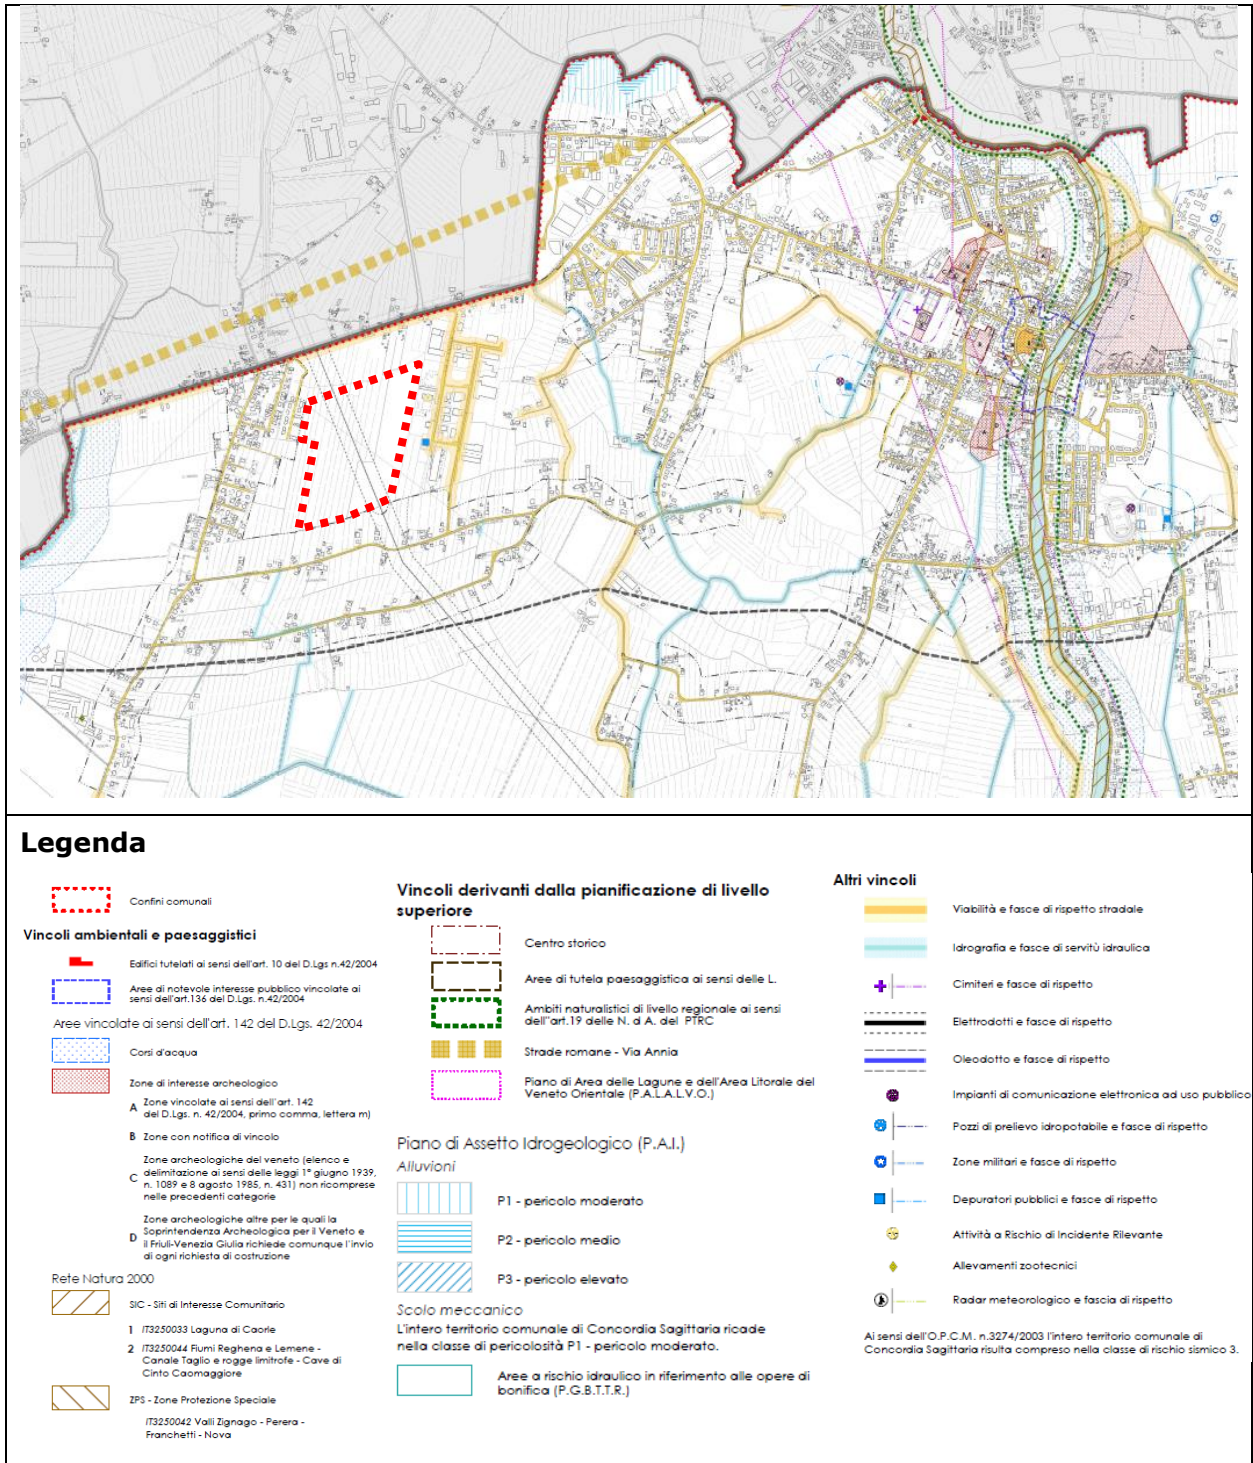 Legenda
Confini comunali
Vincoli ambientali e paesaggistici
Edifici tutelati ai sensi dell'art. 10 del D.Lgs n.42/2004
Aree di notevole interesse pubblico vincolate ai
sensi dell'art.136 del D.Lgs. n.42/2004
Aree vincolate ai sensi dell'art. 142 del D.Lgs. 42/2004
Corsi d'acqua
Zone di interesse archeologico
A Zone vincolate ai sensi dell'art. 142
del D.Lgs. n. 42/2004, primo comma, lettera m)
B Zone con notifica di vincolo
C Zone archeologiche del veneto (elenco e
delimitazione ai sensi delle leggi 1° giugno 1939,
n. 1089 e 8 agosto 1985, n. 431) non ricomprese
nelle precedenti categorie
D Zone archeologiche altre per le quali la
Soprintendenza Archeologica per il Veneto e
il Friuli-Venezia Giulia richiede comunque l'invio
di ogni richiesta di costruzione
Rete Natura 2000
SIC - Siti di Interesse Comunitario
1 IT3250033 Laguna di Caorle
2 IT3250044 Fiumi Reghena e Lemene -
Canale Taglio e rogge limitrofe - Cave di
Cinto Caomaggiore
ZPS - Zone Protezione Speciale
IT3250042 Valli Zignago - Perera -
Franchetti - Nova
Vincoli derivanti dalla pianificazione di livello
superiore
Centro storico
Aree di tutela paesaggistica ai sensi delle L.
Ambiti naturalistici di livello regionale ai sensi
dell''art.19 delle N. d A. del PTRC
Strade romane - Via Annia
Piano di Area delle Lagune e dell'Area Litorale del
Veneto Orientale (P.A.L.A.L.V.O.)
Piano di Assetto Idrogeologico (P.A.I.)
Alluvioni
P1 - pericolo moderato
P2 - pericolo medio
P3 - pericolo elevato
Scolo meccanico
L'intero territorio comunale di Concordia Sagittaria ricade
nella classe di pericolosità P1 - pericolo moderato.
Aree a rischio idraulico in riferimento alle opere di
bonifica (P.G.B.T.T.R.)
Altri vincoli
Viabilità e fasce di rispetto stradale
Idrografia e fasce di servitù idraulica
Cimiteri e fasce di rispetto
Elettrodotti e fasce di rispetto
Oleodotto e fasce di rispetto
Impianti di comunicazione elettronica ad uso pubblico
Pozzi di prelievo idropotabile e fasce di rispetto
Zone militari e fasce di rispetto
Depuratori pubblici e fasce di rispetto
Attività a Rischio di Incidente Rilevante
Allevamenti zootecnici
Radar meteorologico e fascia di rispetto
Ai sensi dell'O.P.C.M. n.3274/2003 l'intero territorio comunale di
Concordia Sagittaria risulta compreso nella classe di rischio sismico 3.